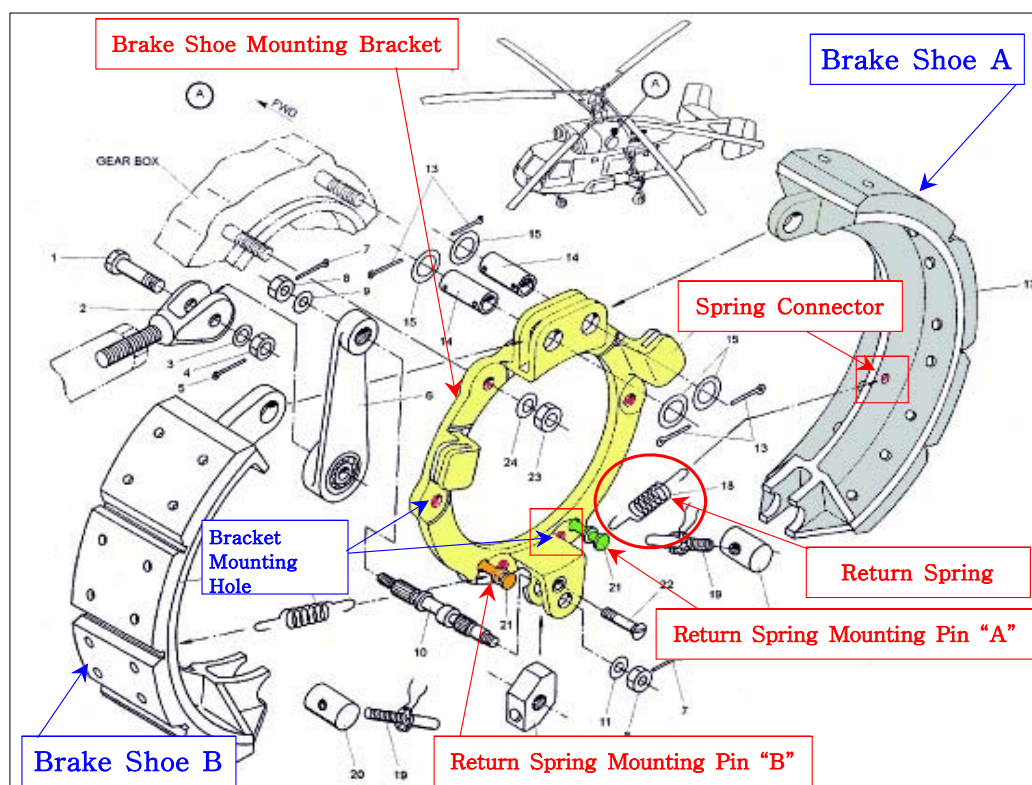 Brake Shoe Mounting Bracket
Brake Shoe A
A
FWD
A
GEAR BOX
13
1
7
15
8
14
9
2
Spring Connector
17
15
14
15
3
4
5
6
24
23
13
18
Bracket
Mounting
Hole
Return Spring
21
19
22
21
10
Return Spring Mounting Pin “A”
11
7
8
Brake Shoe B
20
19
Return Spring Mounting Pin “B”